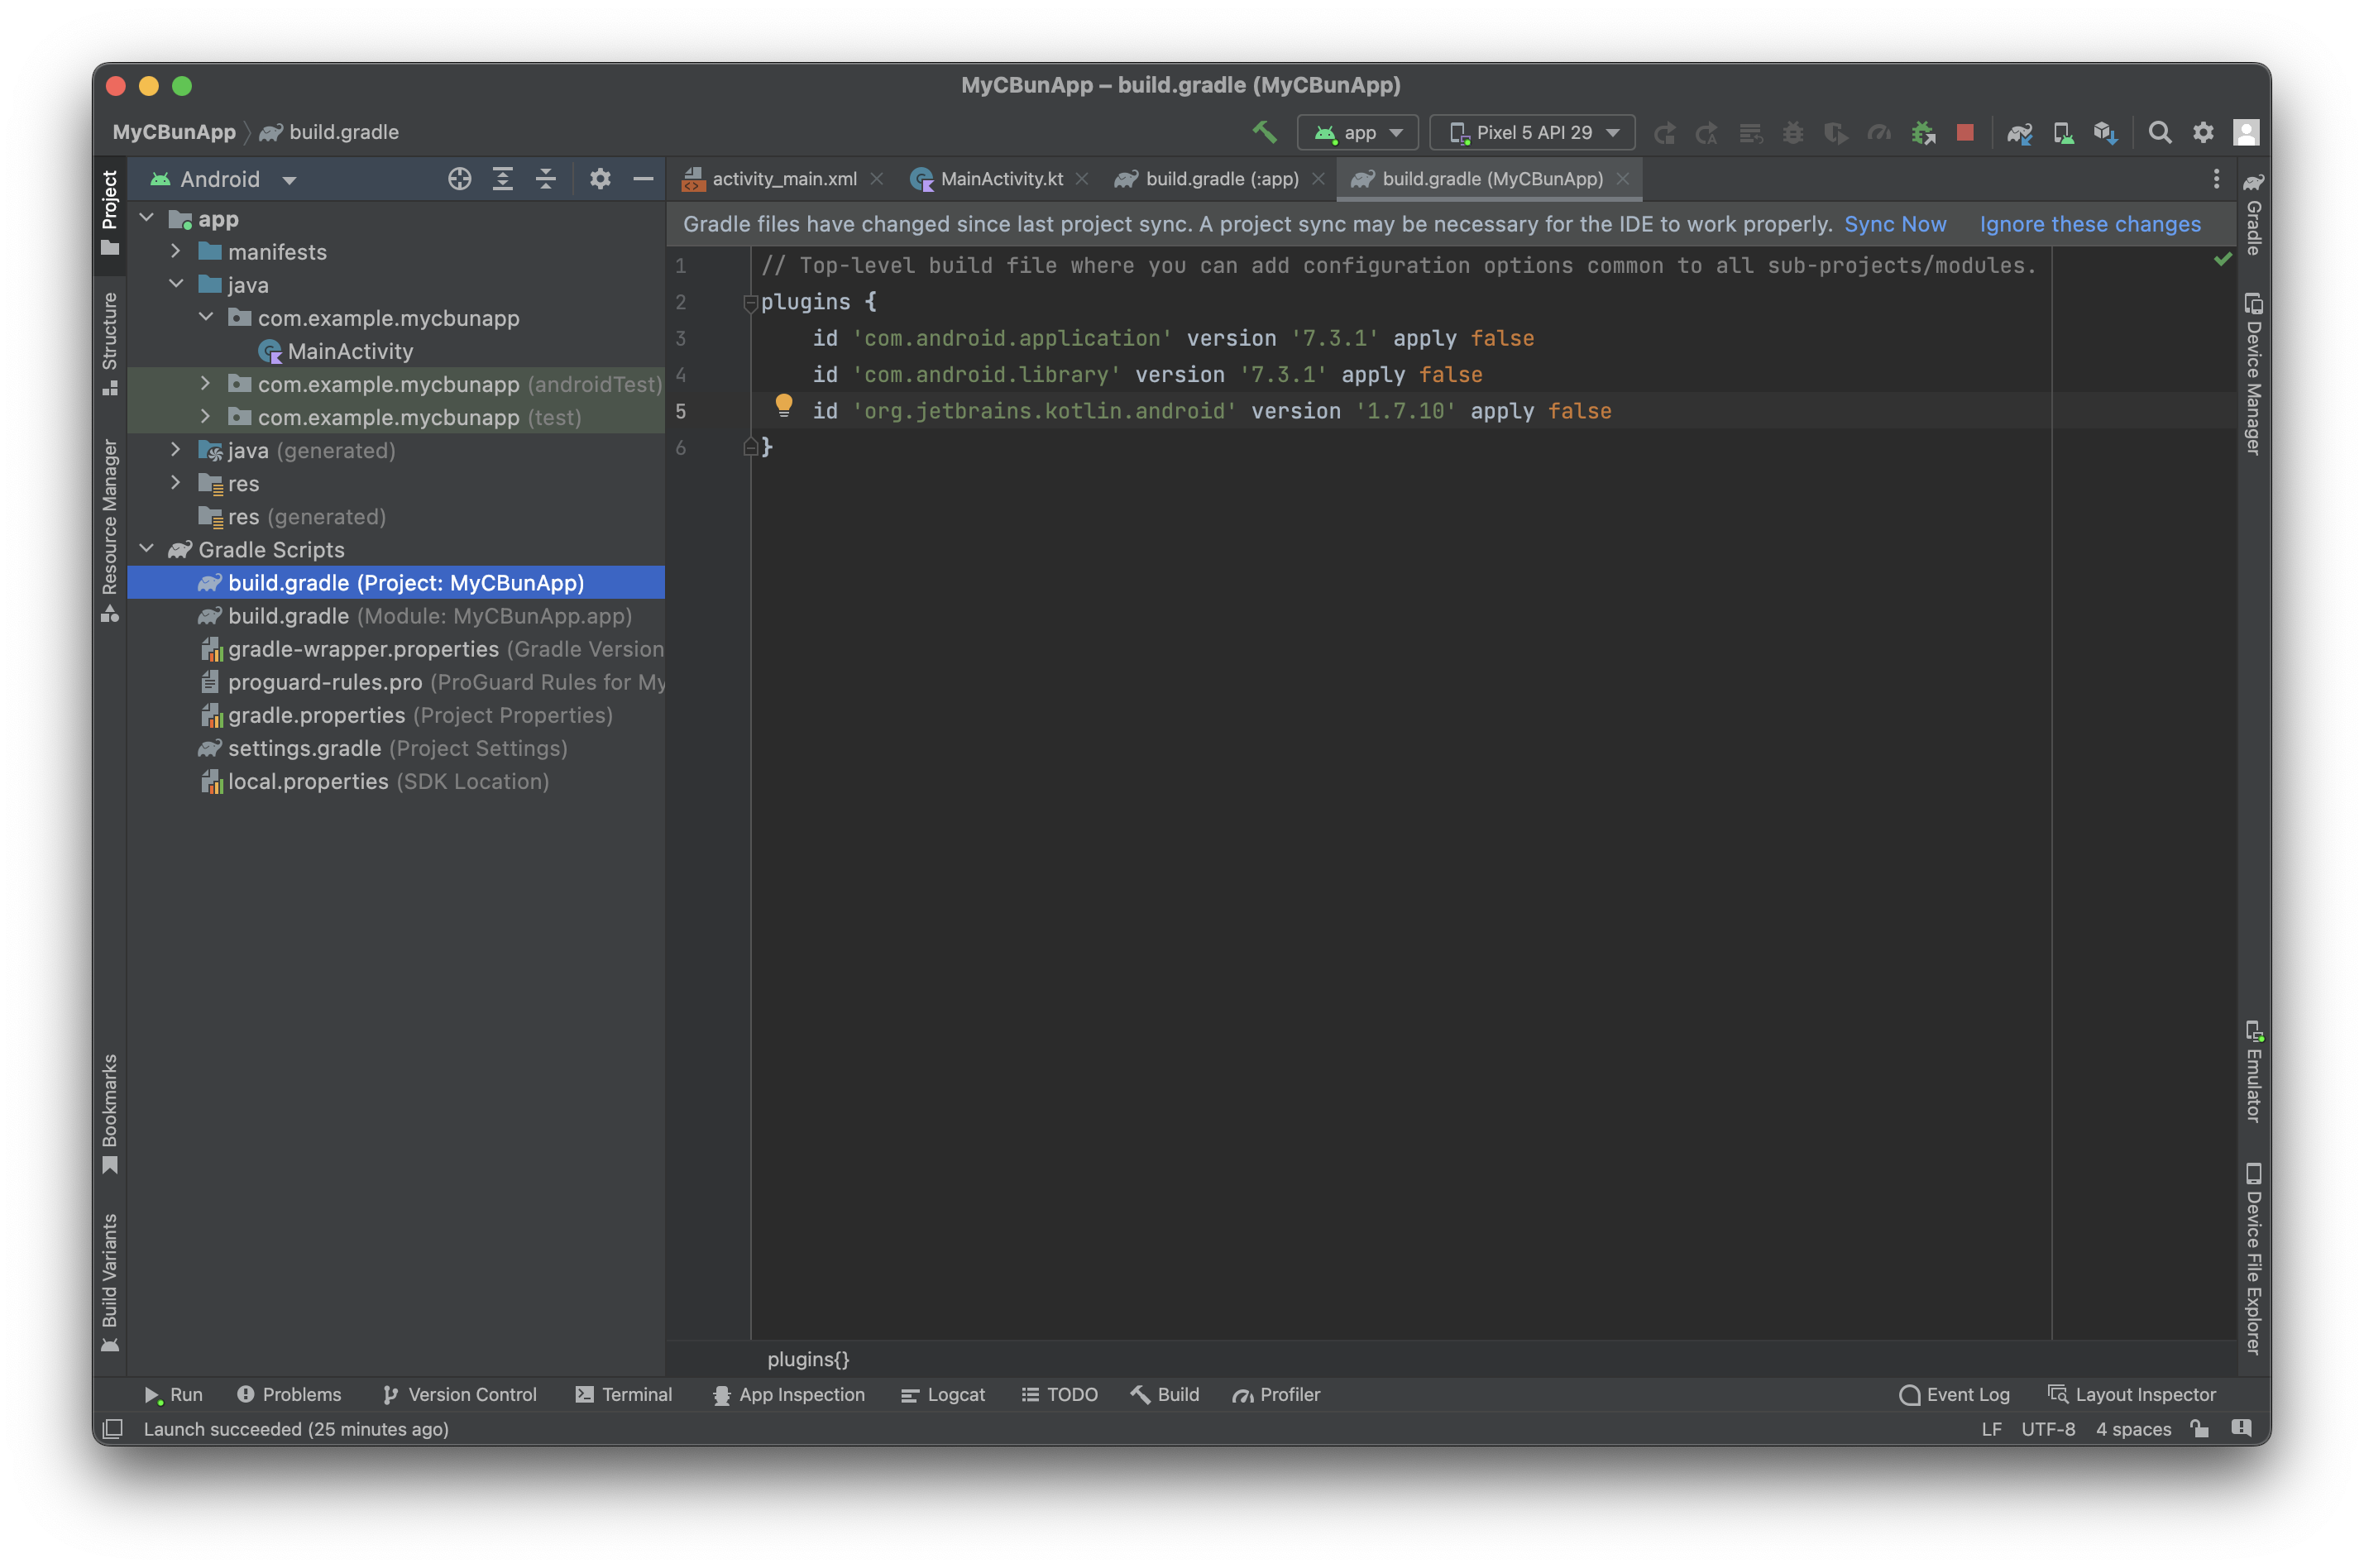 MyCBunApp – build.gradle (MyCBunApp)
MyCBunApp
build.gradle
app
Pixel 5 API 29
Project
Structure
Resource Manager
Bookmarks
Build Variants
Android
app
manifests
java
com.example.mycbunapp
MainActivity
com.example.mycbunapp (androidTest)
com.example.mycbunapp (test)
java (generated)
res
res (generated)
Gradle Scripts
build.gradle (Project: MyCBunApp)
build.gradle (Module: MyCBunApp.app)
gradle-wrapper.properties (Gradle Version
proguard-rules.pro (ProGuard Rules for My
gradle.properties (Project Properties)
settings.gradle (Project Settings)
local.properties (SDK Location)
activity_main.xml
MainActivity.kt
build.gradle (:app)
build.gradle (MyCBunApp)
Gradle files have changed since last project sync. A project sync may be necessary for the IDE to work properly. Sync Now Ignore these changes
1 // Top-level build file where you can add configuration options common to all sub-projects/modules.
2 plugins {
3 id 'com.android.application' version '7.3.1' apply false
4 id 'com.android.library' version '7.3.1' apply false
5 id 'org.jetbrains.kotlin.android' version '1.7.10' apply false
6 }
plugins{}
Gradle
Device Manager
Emulator
Device File Explorer
Run
Problems
Version Control
Terminal
App Inspection
Logcat
TODO
Build
Profiler
Event Log
Layout Inspector
Launch succeeded (25 minutes ago)
LF
UTF-8
4 spaces